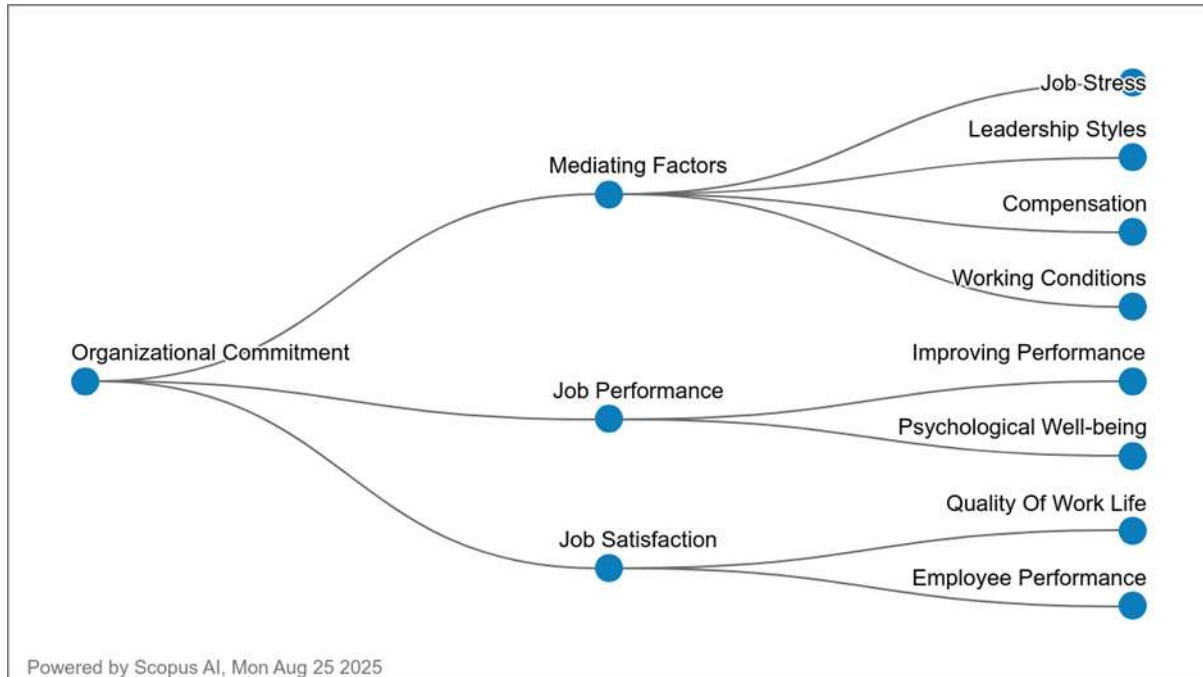 Job Stress
Leadership Styles
Mediating Factors
Compensation
Working Conditions
Organizational Commitment
Improving Performance
Job Performance
Psychological Well-being
Quality Of Work Life
Job Satisfaction
Employee Performance
Powered by Scopus AI, Mon Aug 25 2025